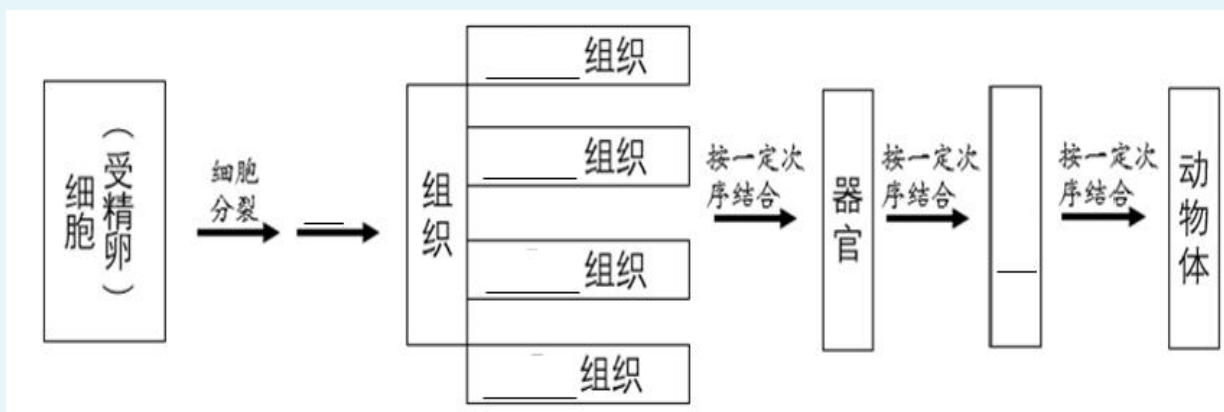 细胞
（受精卵）
细胞
分裂
组织
______组织
______组织
______组织
______组织
按一定次
序结合
器官
按一定次
序结合
按一定次
序结合
动物体